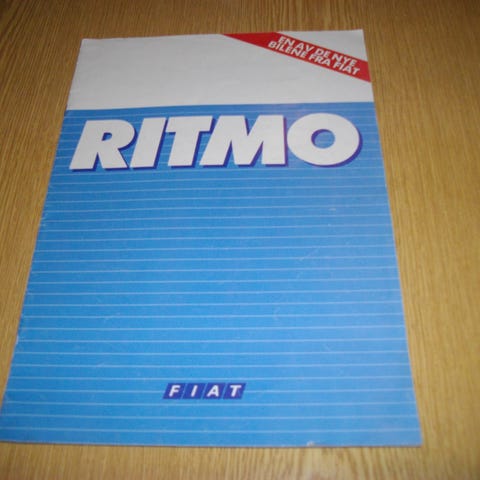 EN AV DE NYE
BILENE FRA FIAT
RITMO
FIAT